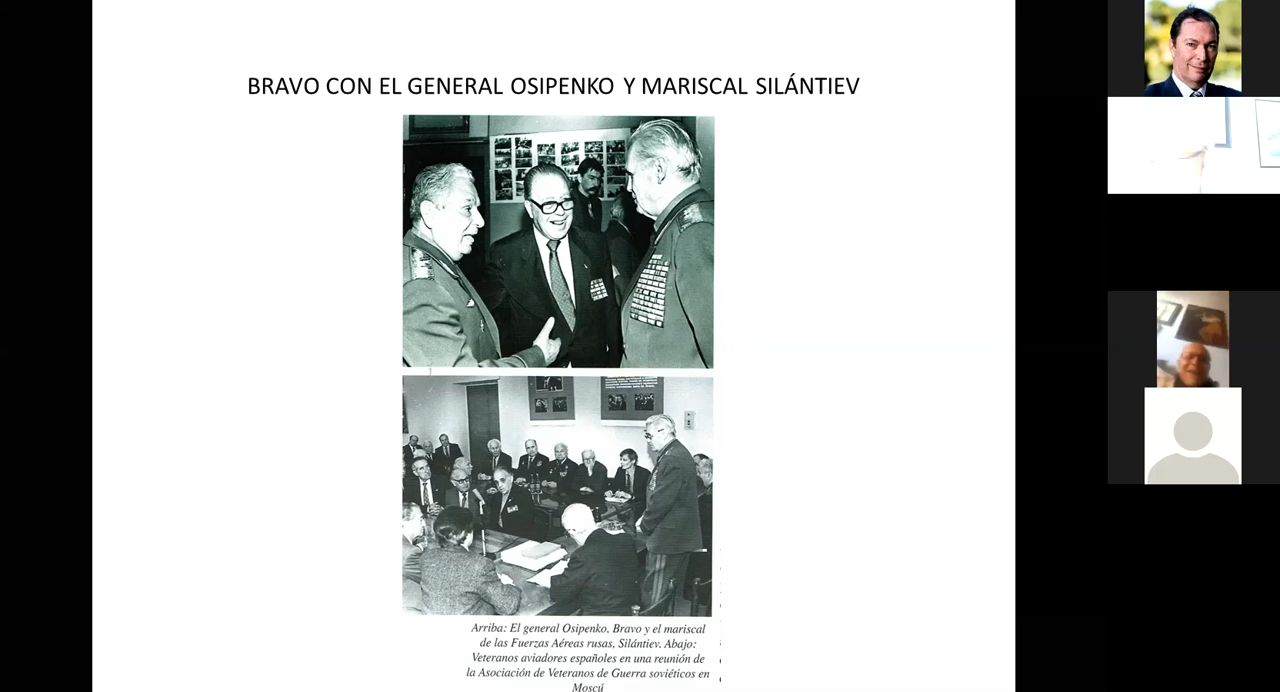 BRAVO CON EL GENERAL OSIPENKO Y MARISCAL SILÁNTIEV
Arriba: El general Osipenko, Bravo y el mariscal
de las Fuerzas Aéreas rusas, Silántiev. Abajo:
Veteranos aviadores españoles en una reunión de
la Asociación de Veteranos de Guerra soviéticos en
Moscú